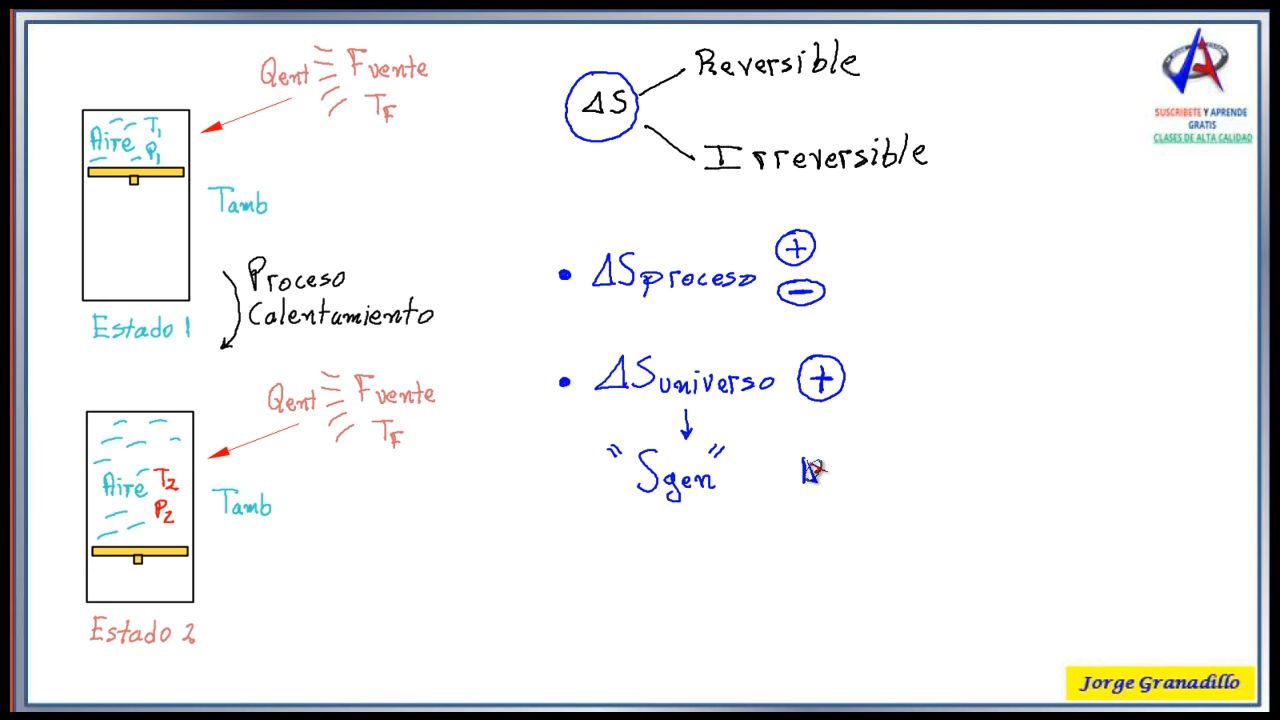 Qent Fuente
TF
Aire T1
P1
Tamb
Estado 1
Proceso
Calentamiento
Qent Fuente
TF
Aire T2
P2
Tamb
Estado 2
ΔS
Reversible
Irreversible
• ΔSproceso + −
• ΔSuniverso +
"Sgen"
SUSCRIBETE Y APRENDE
GRATIS
CLASES DE ALTA CALIDAD
Jorge Granadillo